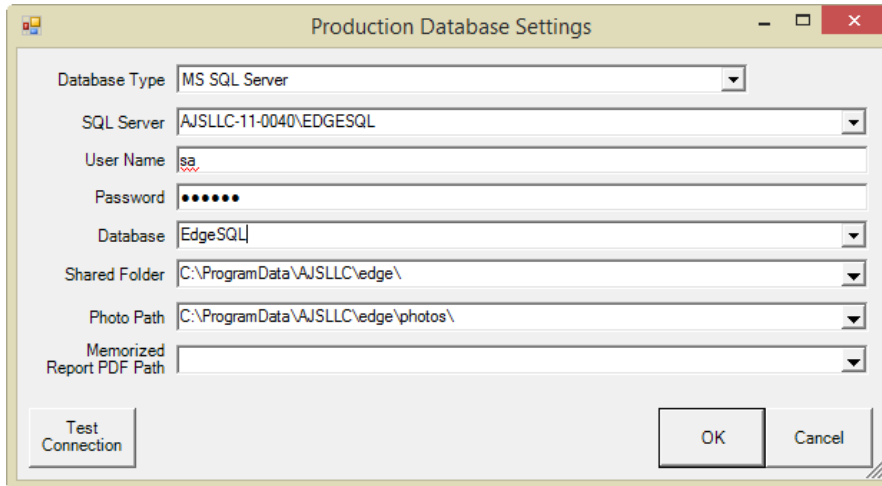 Production Database Settings
Database Type MS SQL Server
SQL Server AJSLLC-11-0040\EDGESQL
User Name sa
Password ••••••
Database EdgeSQL
Shared Folder C:\ProgramData\AJSLLC\edge\
Photo Path C:\ProgramData\AJSLLC\edge\photos\
Memorized
Report PDF Path
Test
Connection
OK Cancel